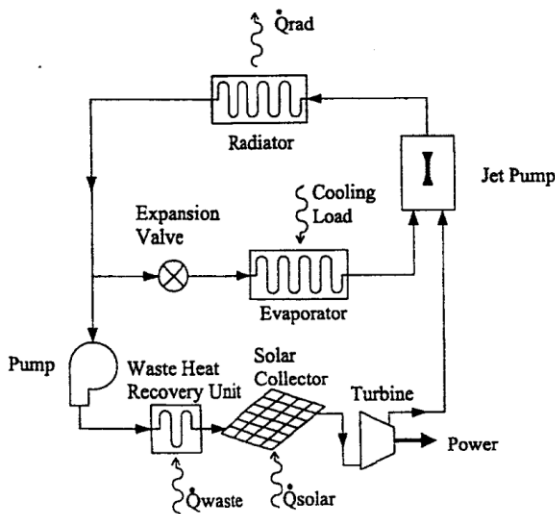 Q̇rad
Radiator
Jet Pump
Cooling
Load
Expansion
Valve
Evaporator
Pump
Waste Heat
Recovery Unit
Solar
Collector
Turbine
Power
Q̇waste
Q̇solar